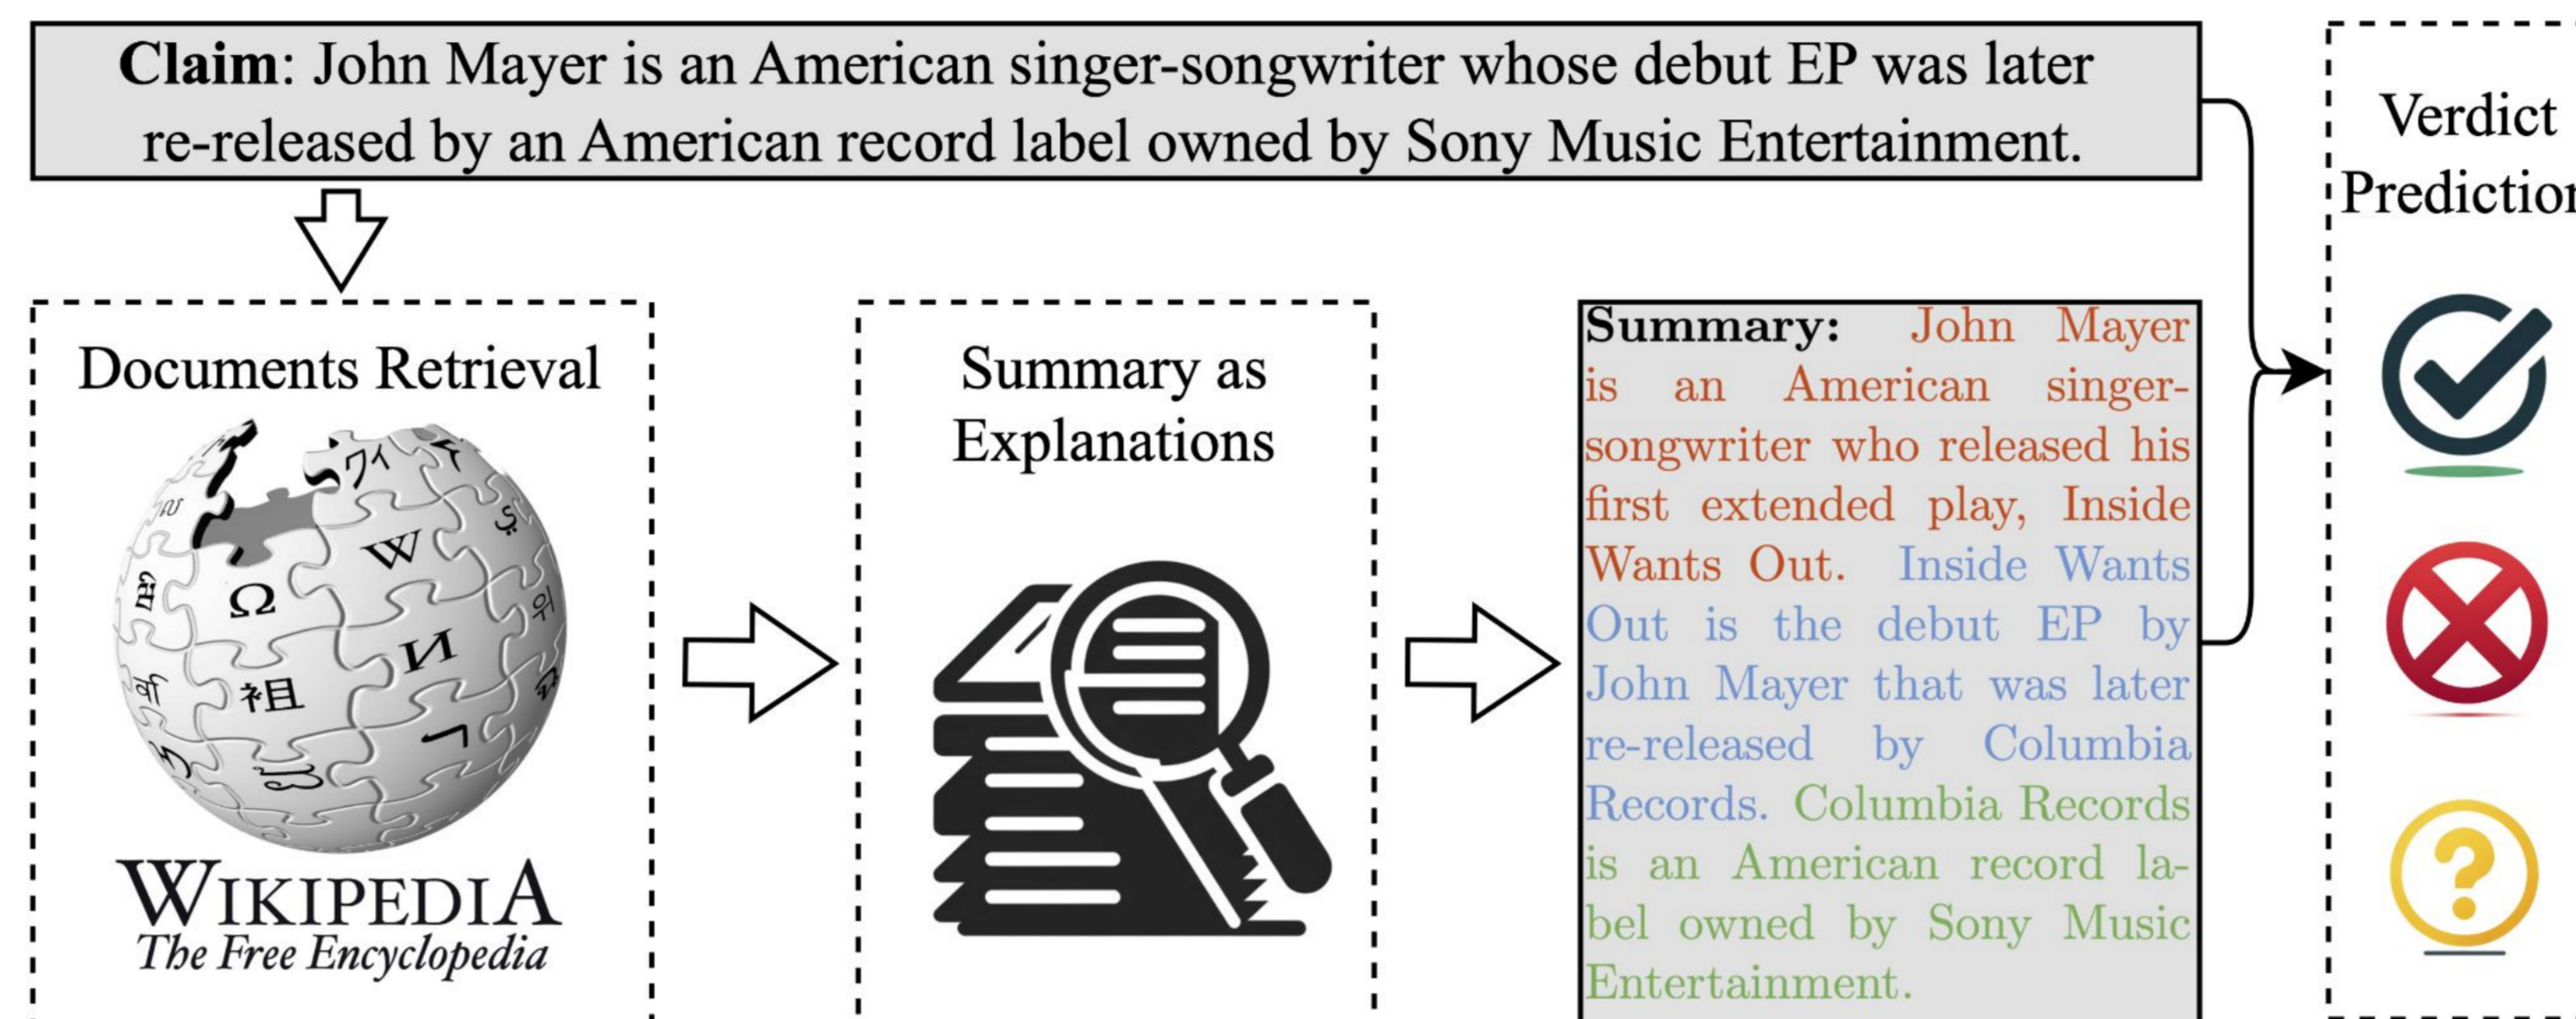 Claim: John Mayer is an American singer-songwriter whose debut EP was later
re-released by an American record label owned by Sony Music Entertainment.
Verdict
Prediction
Documents Retrieval
WIKIPEDIA
The Free Encyclopedia
Summary as
Explanations
Summary: John Mayer
is an American singer-
songwriter who released his
first extended play, Inside
Wants Out. Inside Wants
Out is the debut EP by
John Mayer that was later
re-released by Columbia
Records. Columbia Records
is an American record la-
bel owned by Sony Music
Entertainment.